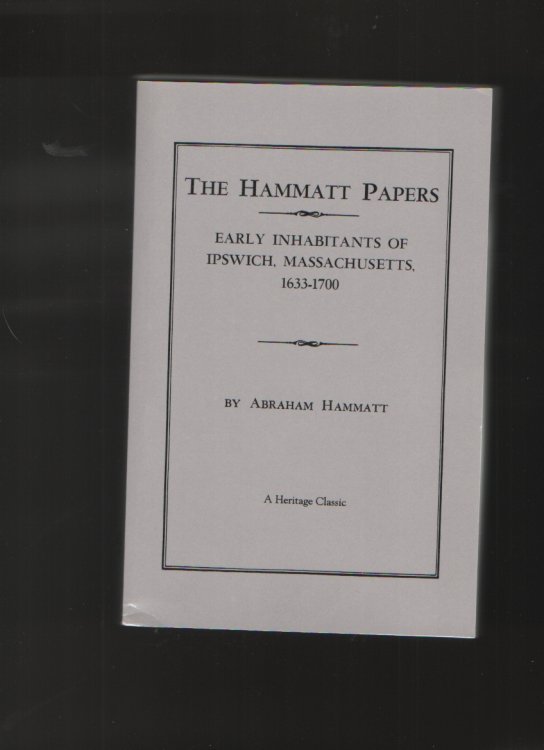 THE HAMMATT PAPERS
EARLY INHABITANTS OF
IPSWICH, MASSACHUSETTS,
1633-1700
BY ABRAHAM HAMMATT
A Heritage Classic